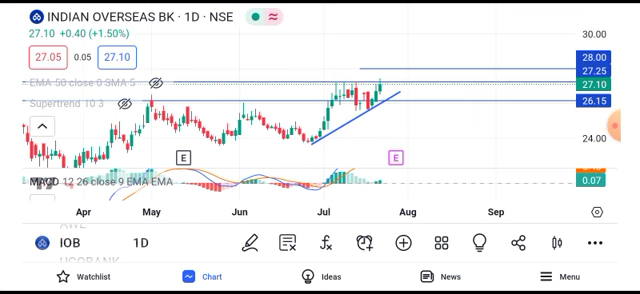 INDIAN OVERSEAS BK · 1D · NSE
27.10 +0.40 (+1.50%)
27.05 0.05 27.10
EMA 50 close 0 SMA 5
Supertrend 10 3
30.00
28.00
27.25
27.10
26.15
24.00
E E
MACD 12 26 close 9 EMA EMA
0.07
Apr May Jun Jul Aug Sep
IOB 1D
UCOBANK
Watchlist Chart Ideas News Menu